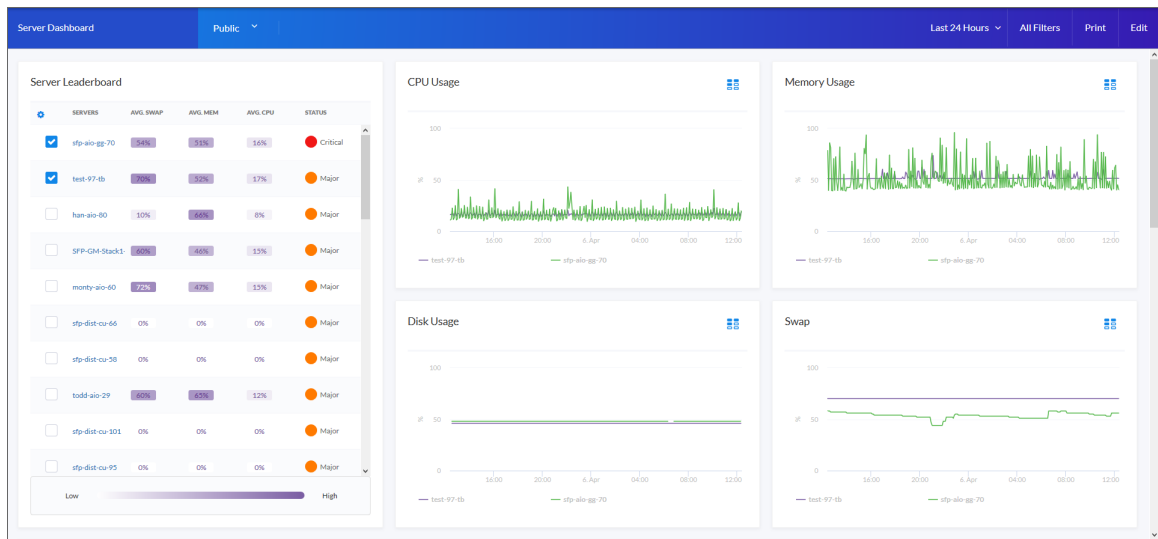 Server Dashboard Public Last 24 Hours All Filters Print Edit
Server Leaderboard
SERVERS AVG. SWAP AVG. MEM AVG. CPU STATUS
sfp-aio-gg-70 54% 51% 16% Critical
test-97-tb 70% 52% 17% Major
han-aio-80 10% 66% 8% Major
SFP-GM-Stack1- 60% 46% 15% Major
monty-aio-60 72% 47% 15% Major
sfp-dist-cu-66 0% 0% 0% Major
sfp-dist-cu-58 0% 0% 0% Major
todd-aio-29 60% 65% 12% Major
sfp-dist-cu-101 0% 0% 0% Major
sfp-dist-cu-95 0% 0% 0% Major
Low High
CPU Usage
100
% 50
0
16:00 20:00 6. Apr 04:00 08:00 12:00
test-97-tb sfp-aio-gg-70
Memory Usage
100
% 50
0
16:00 20:00 6. Apr 04:00 08:00 12:00
test-97-tb sfp-aio-gg-70
Disk Usage
100
% 50
0
16:00 20:00 6. Apr 04:00 08:00 12:00
test-97-tb sfp-aio-gg-70
Swap
100
% 50
0
16:00 20:00 6. Apr 04:00 08:00 12:00
test-97-tb sfp-aio-gg-70